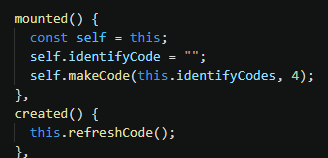 mounted() {
  const self = this;
  self.identifyCode = "";
  self.makeCode(this.identifyCodes, 4);
},
created() {
  this.refreshCode();
},